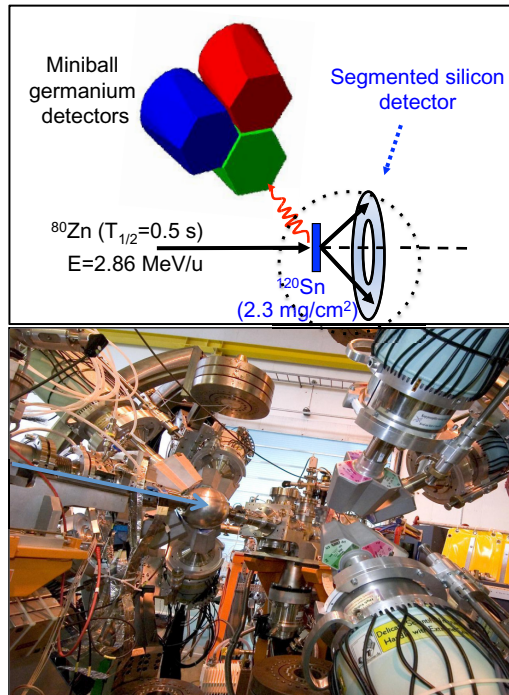 Miniball
germanium
detectors
Segmented silicon
detector
⁸⁰Zn (T₁/₂=0.5 s)
E=2.86 MeV/u
¹²⁰Sn
(2.3 mg/cm²)